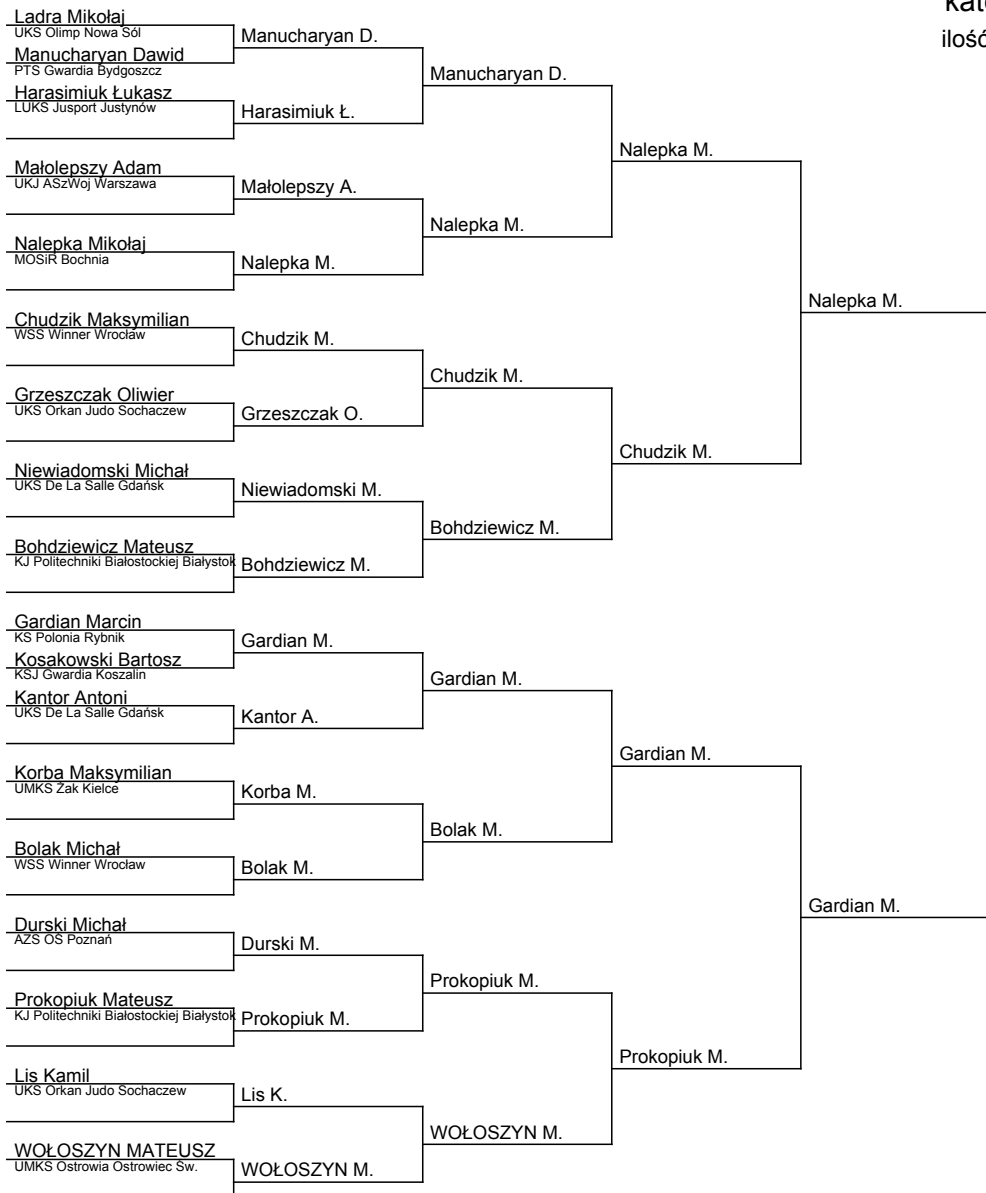 kate
ilość
Ladra Mikołaj
UKS Olimp Nowa Sól
Manucharyan Dawid
PTS Gwardia Bydgoszcz
Harasimiuk Łukasz
LUKS Jusport Justynów
Małolepszy Adam
UKJ ASzWoj Warszawa
Nalepka Mikołaj
MOSiR Bochnia
Chudzik Maksymilian
WSS Winner Wrocław
Grzeszczak Oliwier
UKS Orkan Judo Sochaczew
Niewiadomski Michał
UKS De La Salle Gdańsk
Bohdziewicz Mateusz
KJ Politechniki Białostockiej Białystok
Gardian Marcin
KS Polonia Rybnik
Kosakowski Bartosz
KSJ Gwardia Koszalin
Kantor Antoni
UKS De La Salle Gdańsk
Korba Maksymilian
UMKS Żak Kielce
Bolak Michał
WSS Winner Wrocław
Durski Michał
AZS OŚ Poznań
Prokopiuk Mateusz
KJ Politechniki Białostockiej Białystok
Lis Kamil
UKS Orkan Judo Sochaczew
WOŁOSZYN MATEUSZ
UMKS Ostrowia Ostrowiec Św.
Manucharyan D.
Harasimiuk Ł.
Małolepszy A.
Nalepka M.
Chudzik M.
Grzeszczak O.
Niewiadomski M.
Bohdziewicz M.
Gardian M.
Kantor A.
Korba M.
Bolak M.
Durski M.
Prokopiuk M.
Lis K.
WOŁOSZYN M.
Manucharyan D.
Nalepka M.
Chudzik M.
Bohdziewicz M.
Gardian M.
Bolak M.
Prokopiuk M.
WOŁOSZYN M.
Nalepka M.
Chudzik M.
Gardian M.
Prokopiuk M.
Nalepka M.
Gardian M.